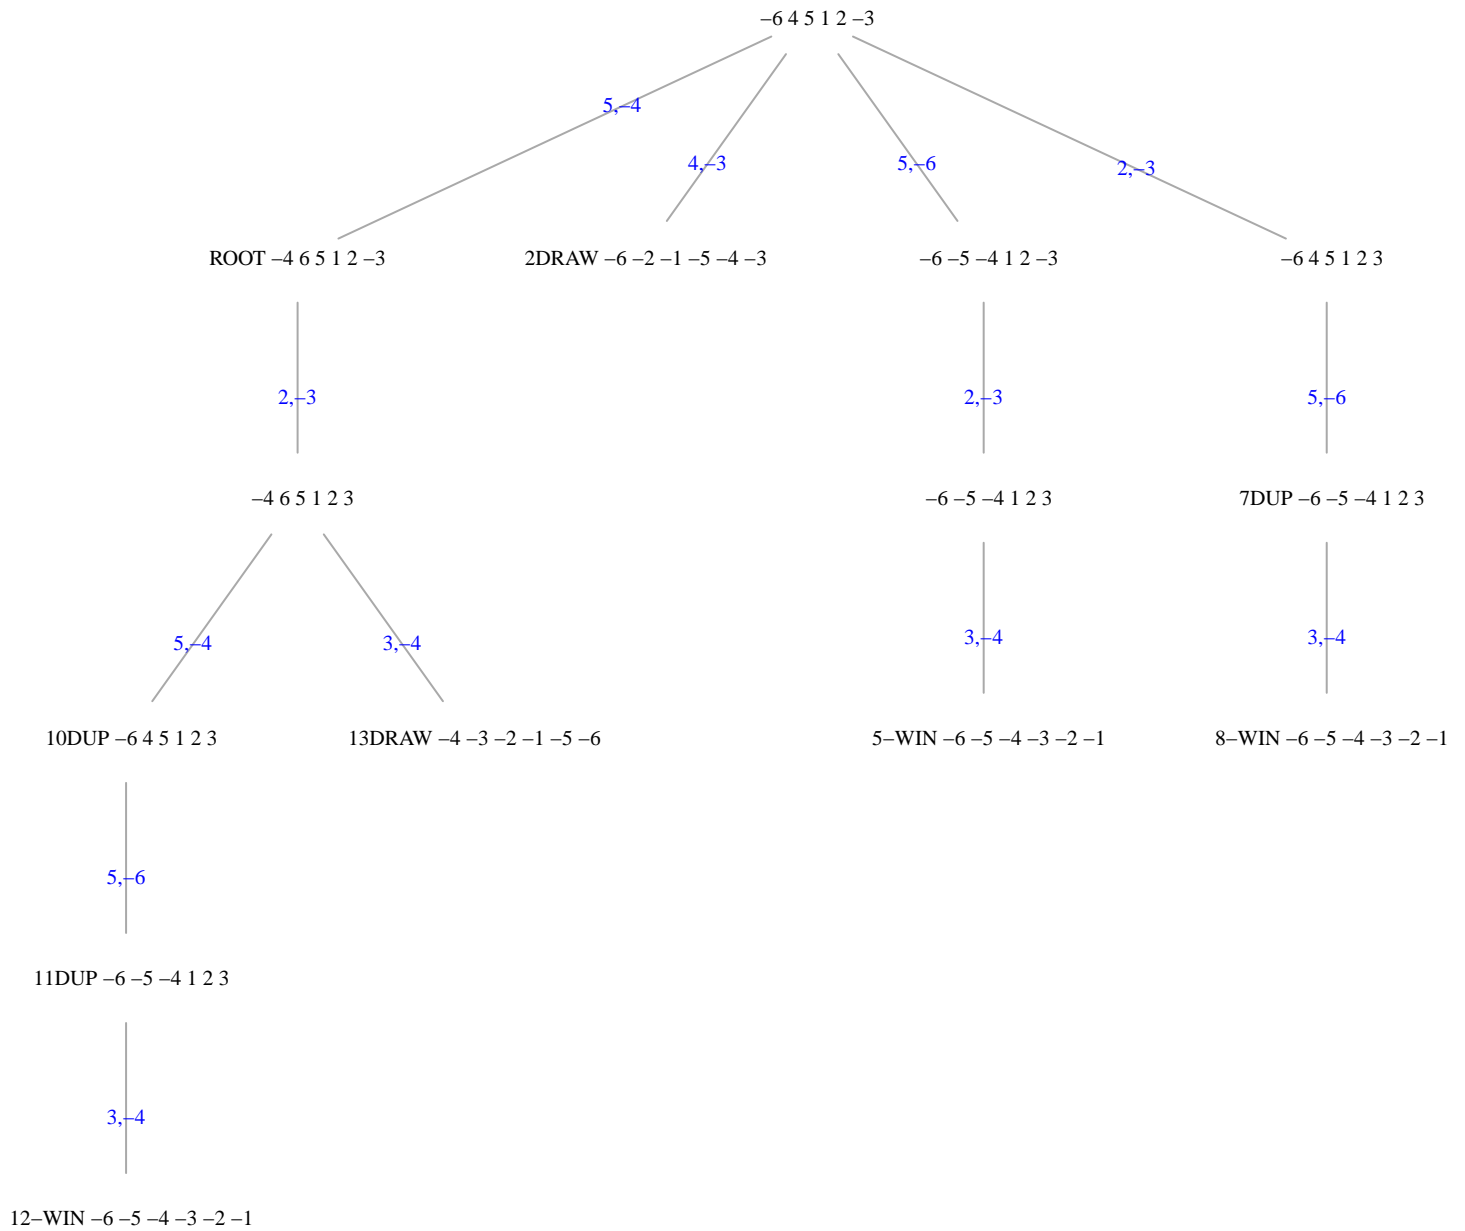 –6 4 5 1 2 –3
5,–4
4,–3
5,–6
2,–3
ROOT –4 6 5 1 2 –3
2DRAW –6 –2 –1 –5 –4 –3
–6 –5 –4 1 2 –3
–6 4 5 1 2 3
2,–3
2,–3
5,–6
–4 6 5 1 2 3
–6 –5 –4 1 2 3
7DUP –6 –5 –4 1 2 3
5,–4
3,–4
3,–4
3,–4
10DUP –6 4 5 1 2 3
13DRAW –4 –3 –2 –1 –5 –6
5–WIN –6 –5 –4 –3 –2 –1
8–WIN –6 –5 –4 –3 –2 –1
5,–6
11DUP –6 –5 –4 1 2 3
3,–4
12–WIN –6 –5 –4 –3 –2 –1